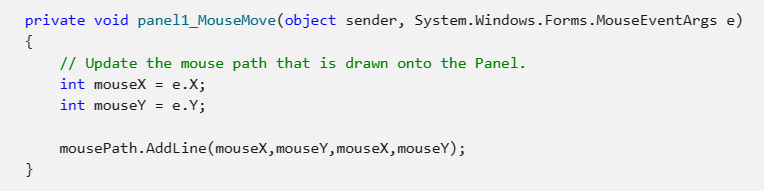 private void panel1_MouseMove(object sender, System.Windows.Forms.MouseEventArgs e)
{
    // Update the mouse path that is drawn onto the Panel.
    int mouseX = e.X;
    int mouseY = e.Y;

    mousePath.AddLine(mouseX,mouseY,mouseX,mouseY);
}